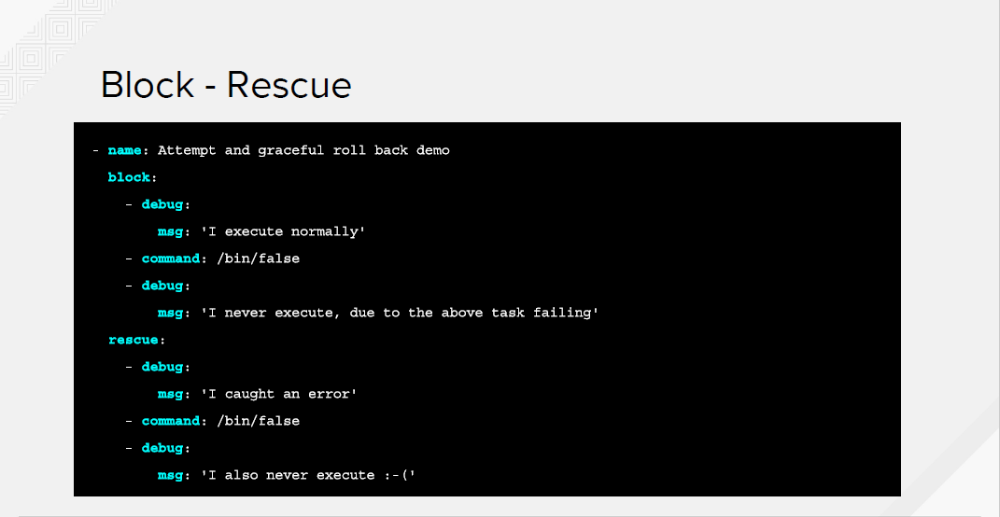 Block - Rescue
- name: Attempt and graceful roll back demo
  block:
    - debug:
        msg: 'I execute normally'
    - command: /bin/false
    - debug:
        msg: 'I never execute, due to the above task failing'
  rescue:
    - debug:
        msg: 'I caught an error'
    - command: /bin/false
    - debug:
        msg: 'I also never execute :-('